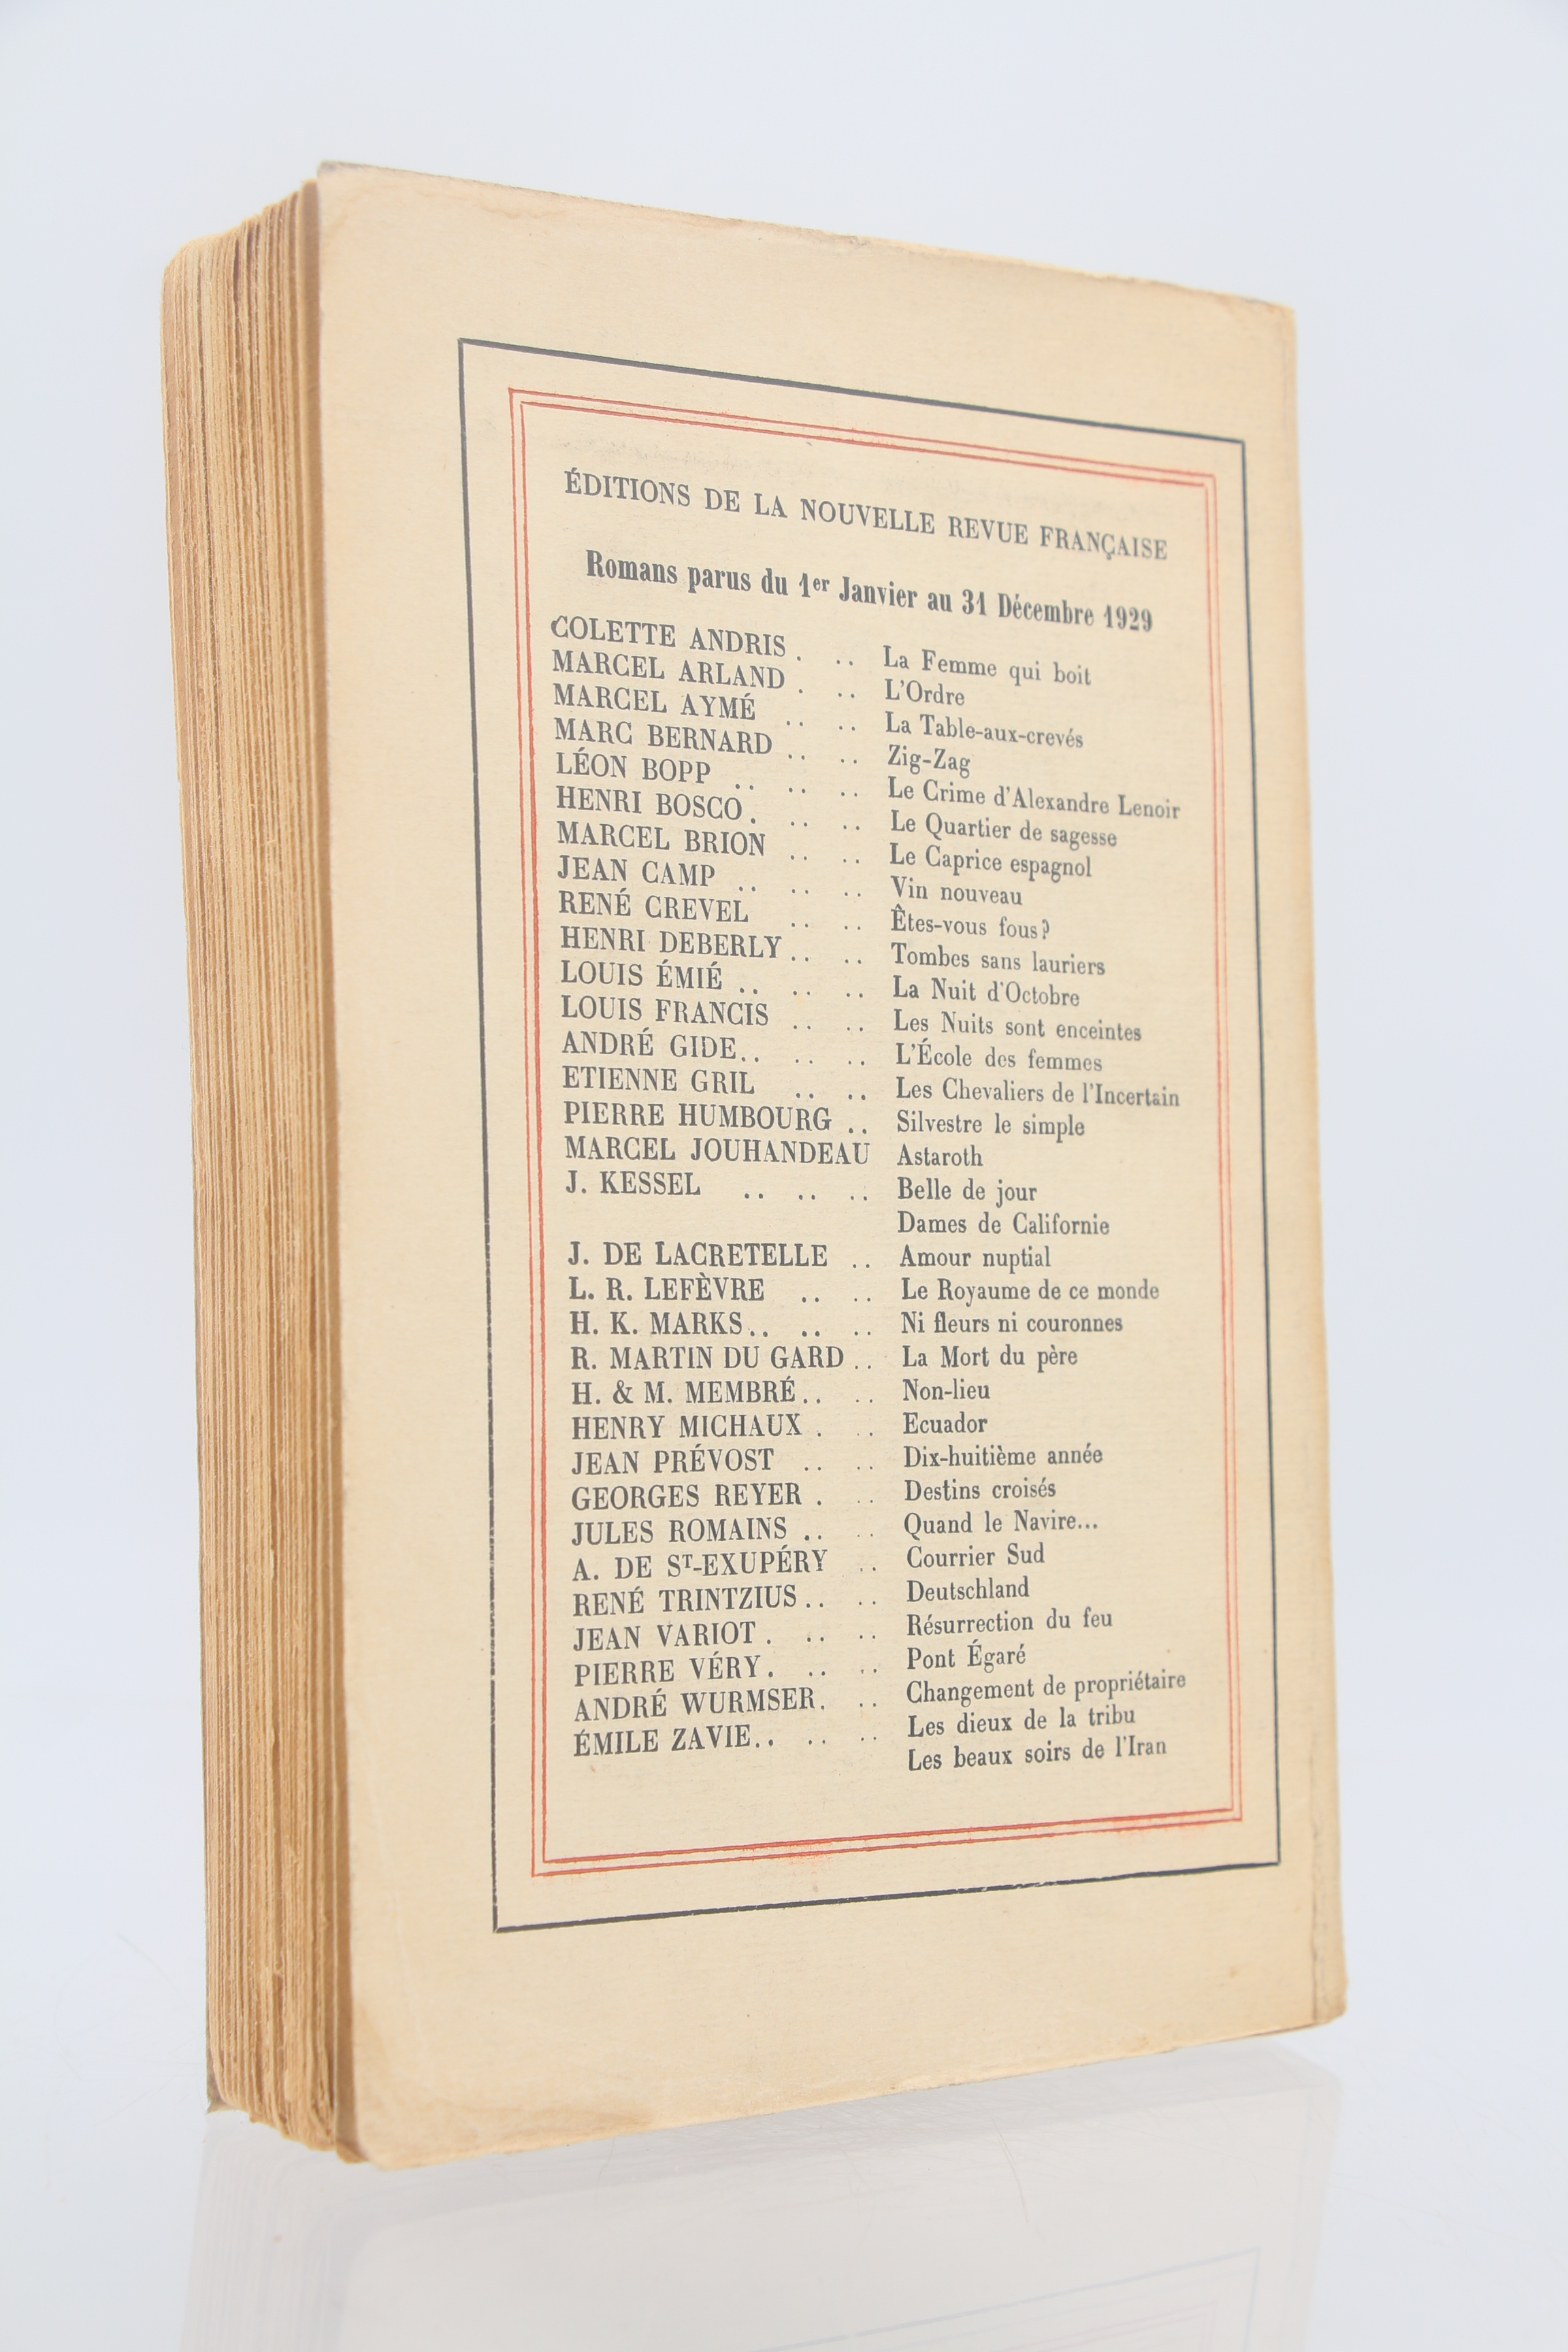 ÉDITIONS DE LA NOUVELLE REVUE FRANÇAISE
Romans parus du 1er Janvier au 31 Décembre 1929
COLETTE ANDRIS . .. La Femme qui boit
MARCEL ARLAND . .. L'Ordre
MARCEL AYMÉ .. .. La Table-aux-crevés
MARC BERNARD .. .. Zig-Zag
LÉON BOPP .. .. .. Le Crime d'Alexandre Lenoir
HENRI BOSCO . .. .. Le Quartier de sagesse
MARCEL BRION .. .. Le Caprice espagnol
JEAN CAMP .. .. .. Vin nouveau
RENÉ CREVEL .. .. Êtes-vous fous?
HENRI DEBERLY .. .. Tombes sans lauriers
LOUIS ÉMIÉ .. .. .. La Nuit d'Octobre
LOUIS FRANCIS .. .. Les Nuits sont enceintes
ANDRÉ GIDE .. .. .. L'École des femmes
ETIENNE GRIL .. .. Les Chevaliers de l'Incertain
PIERRE HUMBOURG .. Silvestre le simple
MARCEL JOUHANDEAU Astaroth
J. KESSEL .. .. .. Belle de jour
Dames de Californie
J. DE LACRETELLE .. Amour nuptial
L. R. LEFÈVRE .. .. Le Royaume de ce monde
H. K. MARKS .. .. .. Ni fleurs ni couronnes
R. MARTIN DU GARD .. La Mort du père
H. & M. MEMBRÉ .. .. Non-lieu
HENRY MICHAUX . .. Ecuador
JEAN PRÉVOST .. .. Dix-huitième année
GEORGES REYER . .. Destins croisés
JULES ROMAINS .. .. Quand le Navire...
A. DE ST-EXUPÉRY .. Courrier Sud
RENÉ TRINTZIUS .. .. Deutschland
JEAN VARIOT . .. .. Résurrection du feu
PIERRE VÉRY . .. .. Pont Égaré
ANDRÉ WURMSER . .. Changement de propriétaire
ÉMILE ZAVIE .. .. .. Les dieux de la tribu
Les beaux soirs de l'Iran